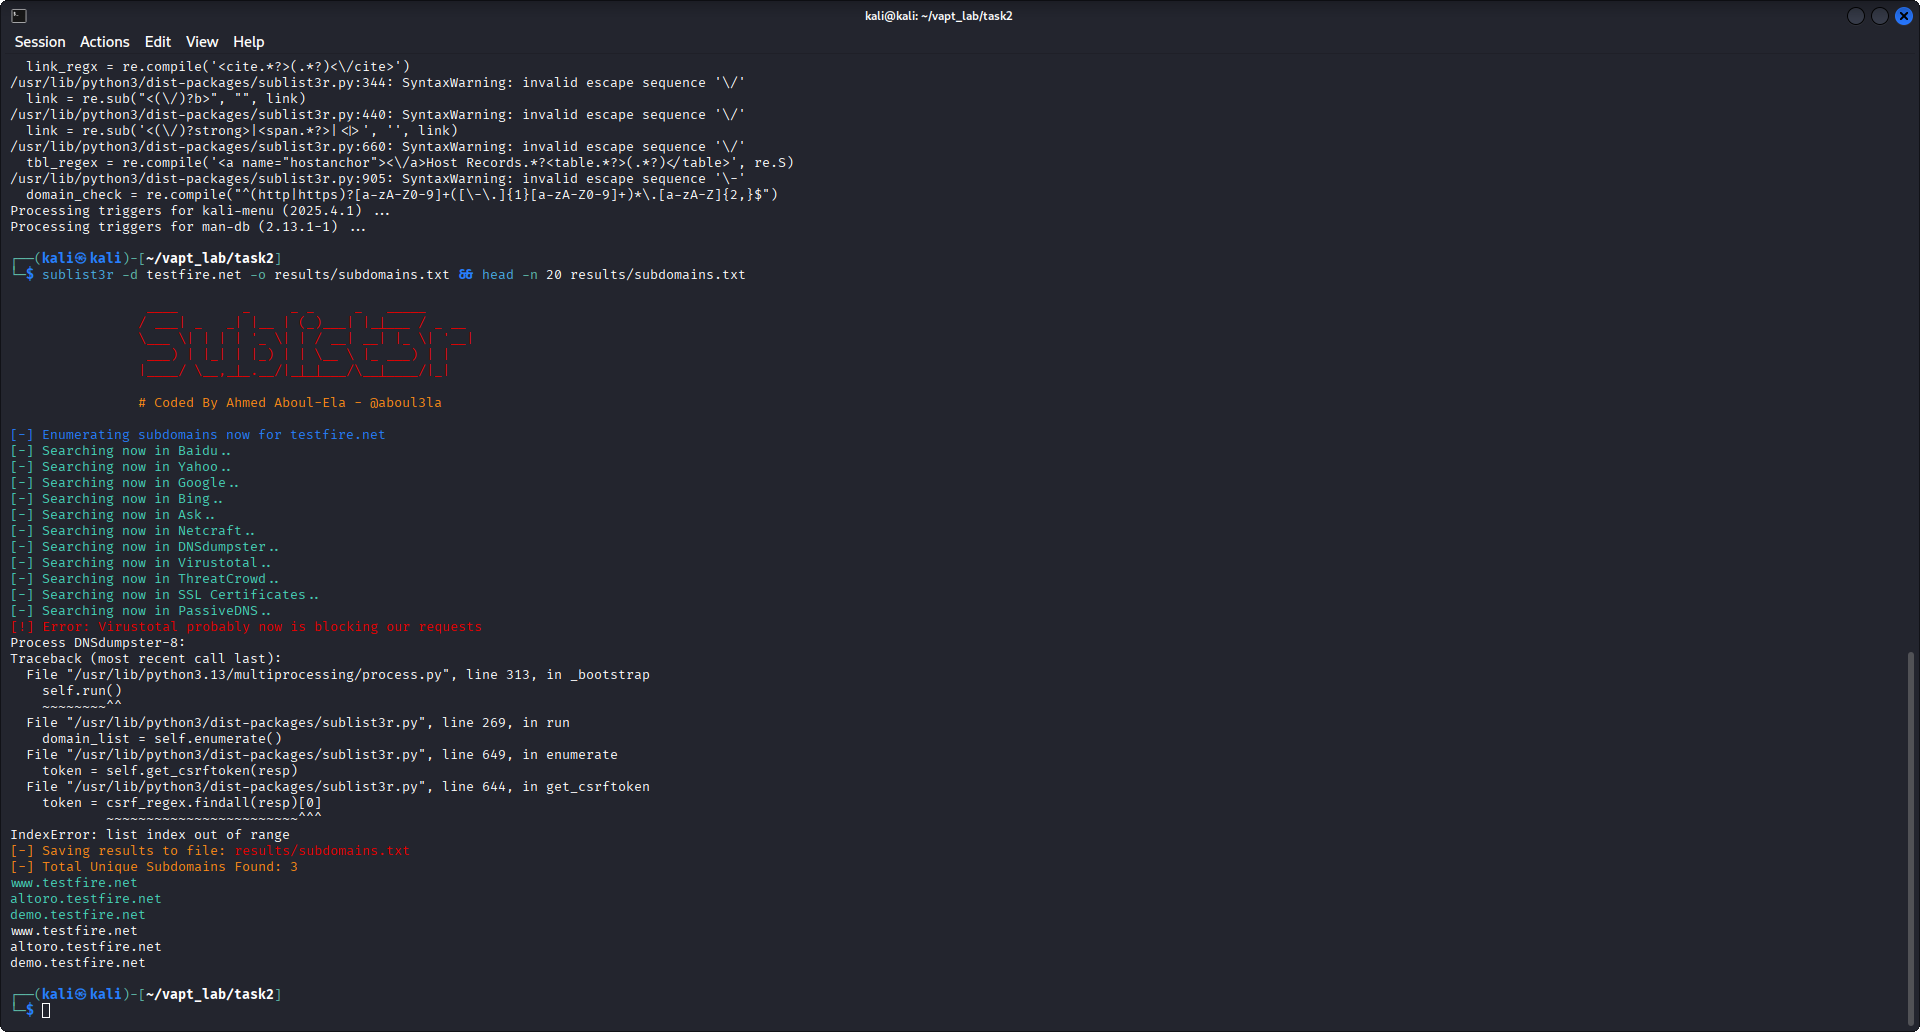 kali@kali: ~/vapt_lab/task2
Session Actions Edit View Help
  link_regx = re.compile('<cite.*?>(.*?)<\/cite>')
/usr/lib/python3/dist-packages/sublist3r.py:344: SyntaxWarning: invalid escape sequence '\/'
  link = re.sub("<(\/)?b>", "", link)
/usr/lib/python3/dist-packages/sublist3r.py:440: SyntaxWarning: invalid escape sequence '\/'
  link = re.sub('<(\/)?strong>|<span.*?>|<|>', '', link)
/usr/lib/python3/dist-packages/sublist3r.py:660: SyntaxWarning: invalid escape sequence '\/'
  tbl_regex = re.compile('<a name="hostanchor"><\/a>Host Records.*?<table.*?>(.*?)</table>', re.S)
/usr/lib/python3/dist-packages/sublist3r.py:905: SyntaxWarning: invalid escape sequence '\-'
  domain_check = re.compile("^(http|https)?[a-zA-Z0-9]+([\-\.]{1}[a-zA-Z0-9]+)*\.[a-zA-Z]{2,}$")
Processing triggers for kali-menu (2025.4.1) ...
Processing triggers for man-db (2.13.1-1) ...
┌──(kali㉿kali)-[~/vapt_lab/task2]
└─$ sublist3r -d testfire.net -o results/subdomains.txt && head -n 20 results/subdomains.txt
Sublist3r
# Coded By Ahmed Aboul-Ela - @aboul3la
[-] Enumerating subdomains now for testfire.net
[-] Searching now in Baidu..
[-] Searching now in Yahoo..
[-] Searching now in Google..
[-] Searching now in Bing..
[-] Searching now in Ask..
[-] Searching now in Netcraft..
[-] Searching now in DNSdumpster..
[-] Searching now in Virustotal..
[-] Searching now in ThreatCrowd..
[-] Searching now in SSL Certificates..
[-] Searching now in PassiveDNS..
[!] Error: Virustotal probably now is blocking our requests
Process DNSdumpster-8:
Traceback (most recent call last):
  File "/usr/lib/python3.13/multiprocessing/process.py", line 313, in _bootstrap
    self.run()
    ~~~~~~~~^^
  File "/usr/lib/python3/dist-packages/sublist3r.py", line 269, in run
    domain_list = self.enumerate()
  File "/usr/lib/python3/dist-packages/sublist3r.py", line 649, in enumerate
    token = self.get_csrftoken(resp)
  File "/usr/lib/python3/dist-packages/sublist3r.py", line 644, in get_csrftoken
    token = csrf_regex.findall(resp)[0]
            ~~~~~~~~~~~~~~~~~~~~~~~~^^^
IndexError: list index out of range
[-] Saving results to file: results/subdomains.txt
[-] Total Unique Subdomains Found: 3
www.testfire.net
altoro.testfire.net
demo.testfire.net
www.testfire.net
altoro.testfire.net
demo.testfire.net
┌──(kali㉿kali)-[~/vapt_lab/task2]
└─$